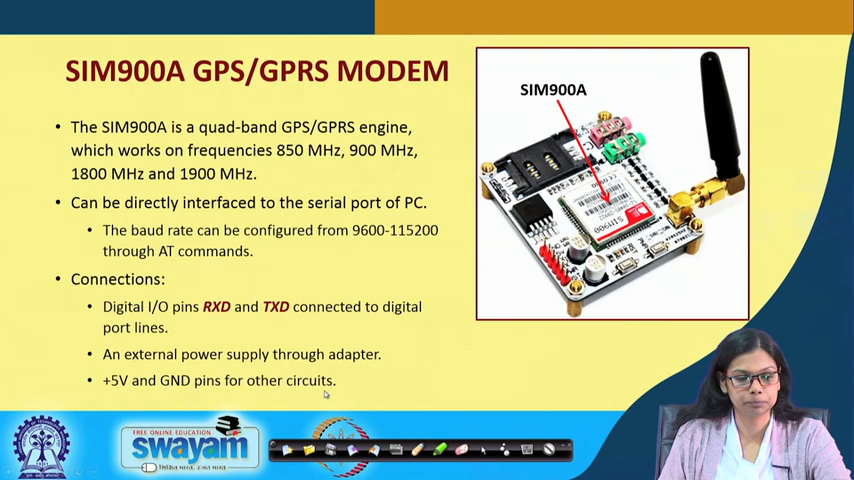 SIM900A GPS/GPRS MODEM
• The SIM900A is a quad-band GPS/GPRS engine,
which works on frequencies 850 MHz, 900 MHz,
1800 MHz and 1900 MHz.
• Can be directly interfaced to the serial port of PC.
• The baud rate can be configured from 9600-115200
through AT commands.
• Connections:
• Digital I/O pins RXD and TXD connected to digital
port lines.
• An external power supply through adapter.
• +5V and GND pins for other circuits.
SIM900A
SIM900
FREE ONLINE EDUCATION
swayam